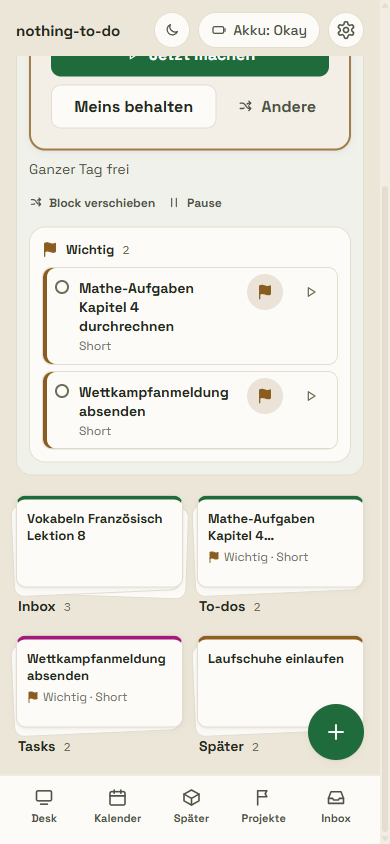 nothing-to-do
Akku: Okay
Jetzt machen
Meins behalten
Andere
Ganzer Tag frei
Block verschieben
Pause
Wichtig 2
Mathe-Aufgaben
Kapitel 4
durchrechnen
Short
Wettkampfanmeldung
absenden
Short
Vokabeln Französisch
Lektion 8
Inbox 3
Mathe-Aufgaben
Kapitel 4…
Wichtig · Short
To-dos 2
Wettkampfanmeldung
absenden
Wichtig · Short
Tasks 2
Laufschuhe einlaufen
Später 2
Desk
Kalender
Später
Projekte
Inbox